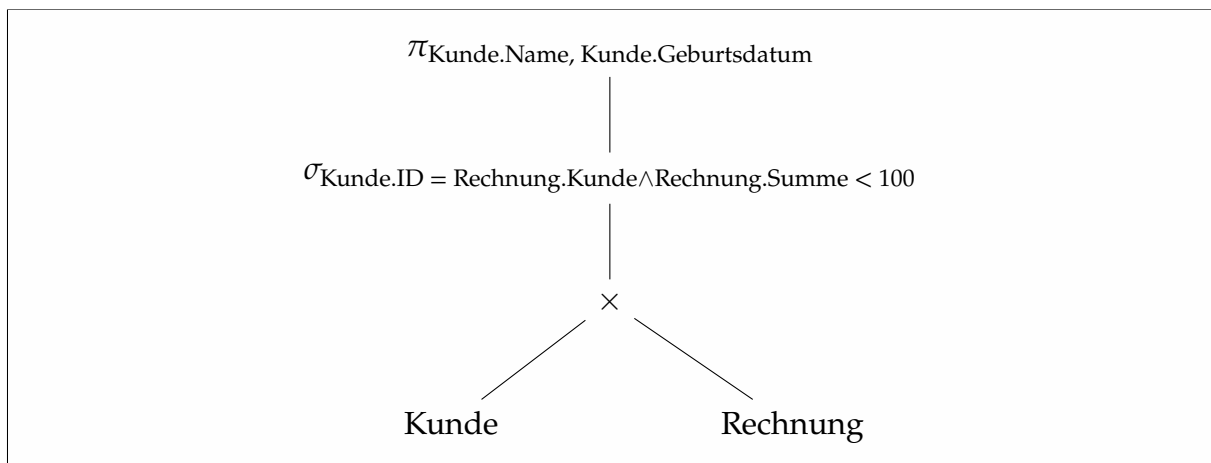 πKunde.Name, Kunde.Geburtsdatum
σKunde.ID = Rechnung.Kunde∧Rechnung.Summe < 100
×
Kunde Rechnung